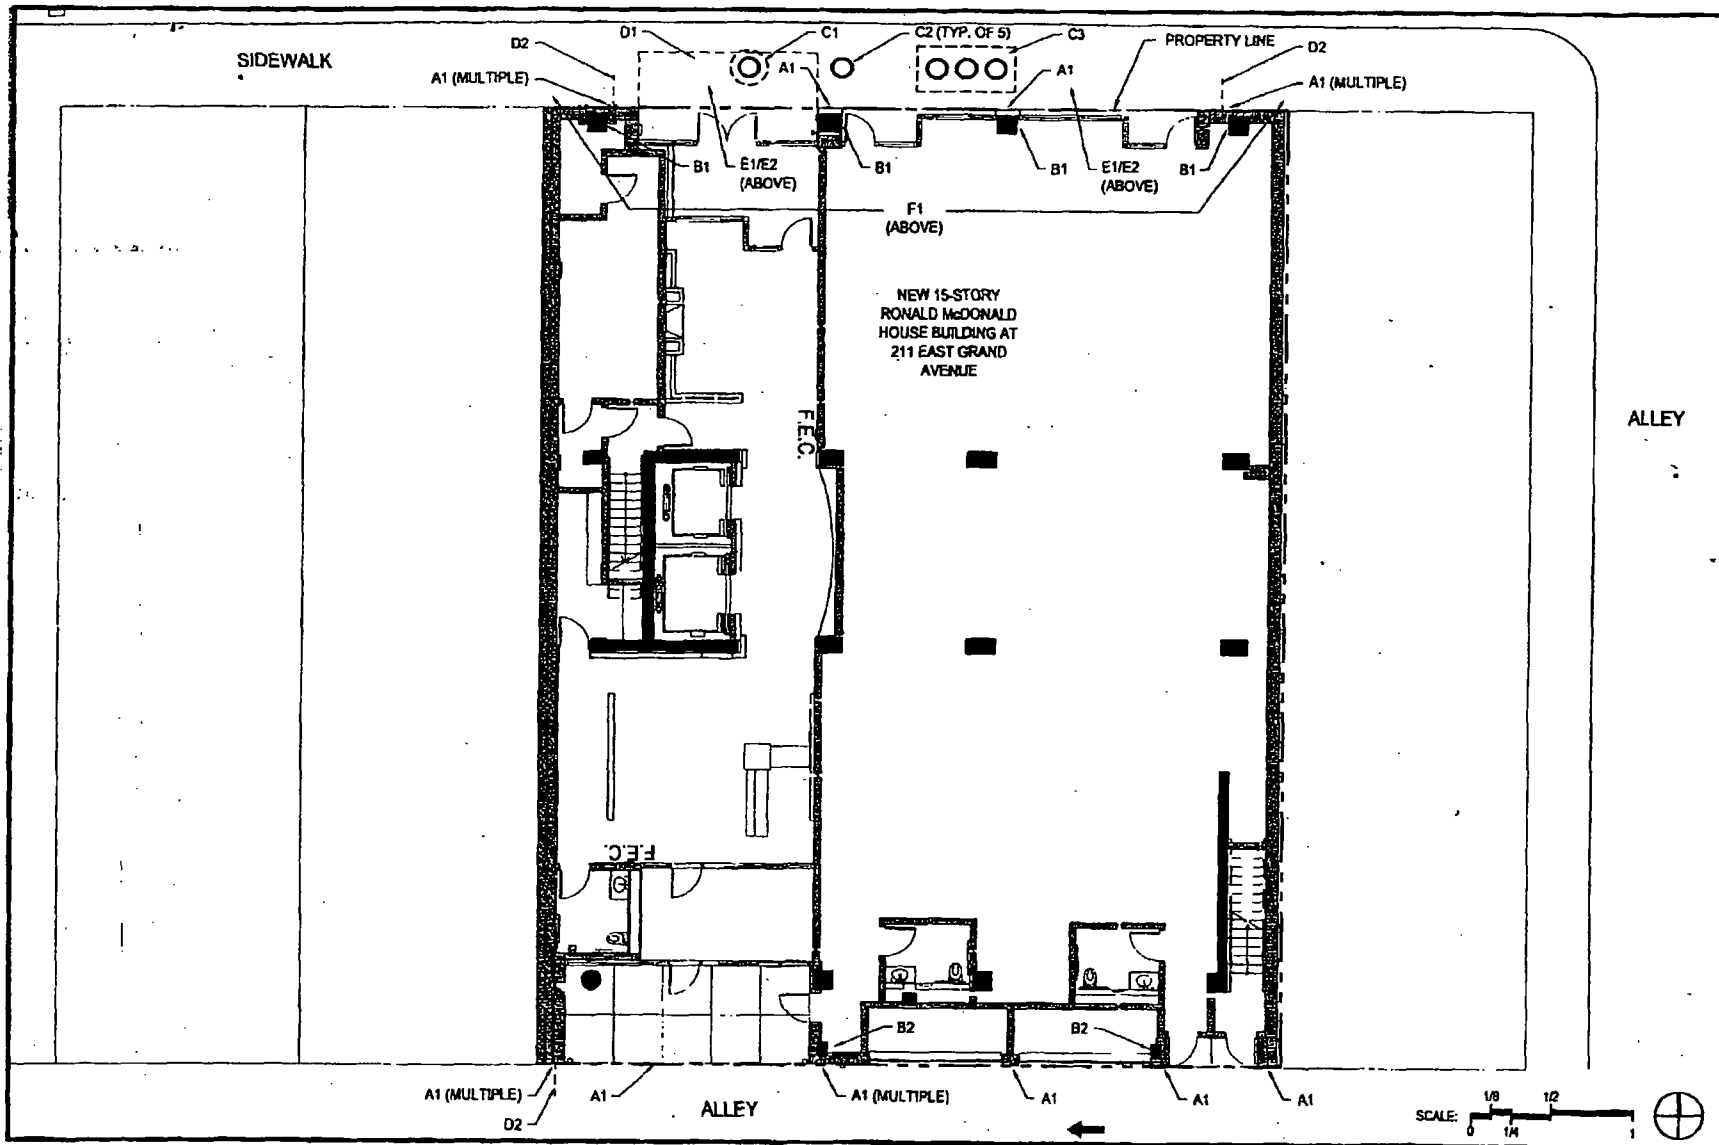 SIDEWALK
D2
D1
C1
C2 (TYP. OF 5)
C3
PROPERTY LINE
D2
A1 (MULTIPLE)
A1
A1
A1 (MULTIPLE)
B1
E1/E2
(ABOVE)
B1
B1
E1/E2
(ABOVE)
B1
F1
(ABOVE)
NEW 15-STORY
RONALD McDONALD
HOUSE BUILDING AT
211 EAST GRAND
AVENUE
ALLEY
F.E.C.
F.E.C.
B2
B2
A1 (MULTIPLE)
A1
A1 (MULTIPLE)
A1
A1
A1
D2
ALLEY
SCALE:
0
1/8
1/4
1/2
1